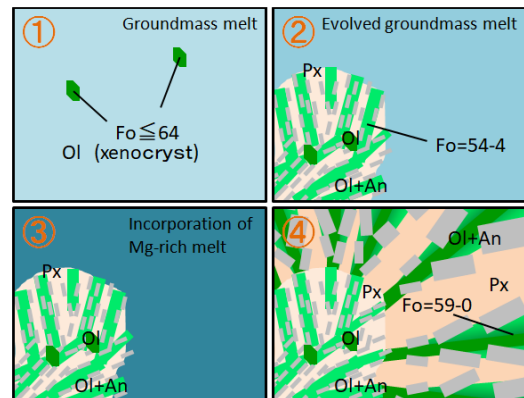 ① Groundmass melt
Fo≦64
Ol (xenocryst)
② Evolved groundmass melt
Px
Fo=54-4
Ol
Ol+An
③ Incorporation of
Mg-rich melt
Px
Ol
Ol+An
④
Ol+An
Px
Px
Fo=59-0
Ol
Ol+An